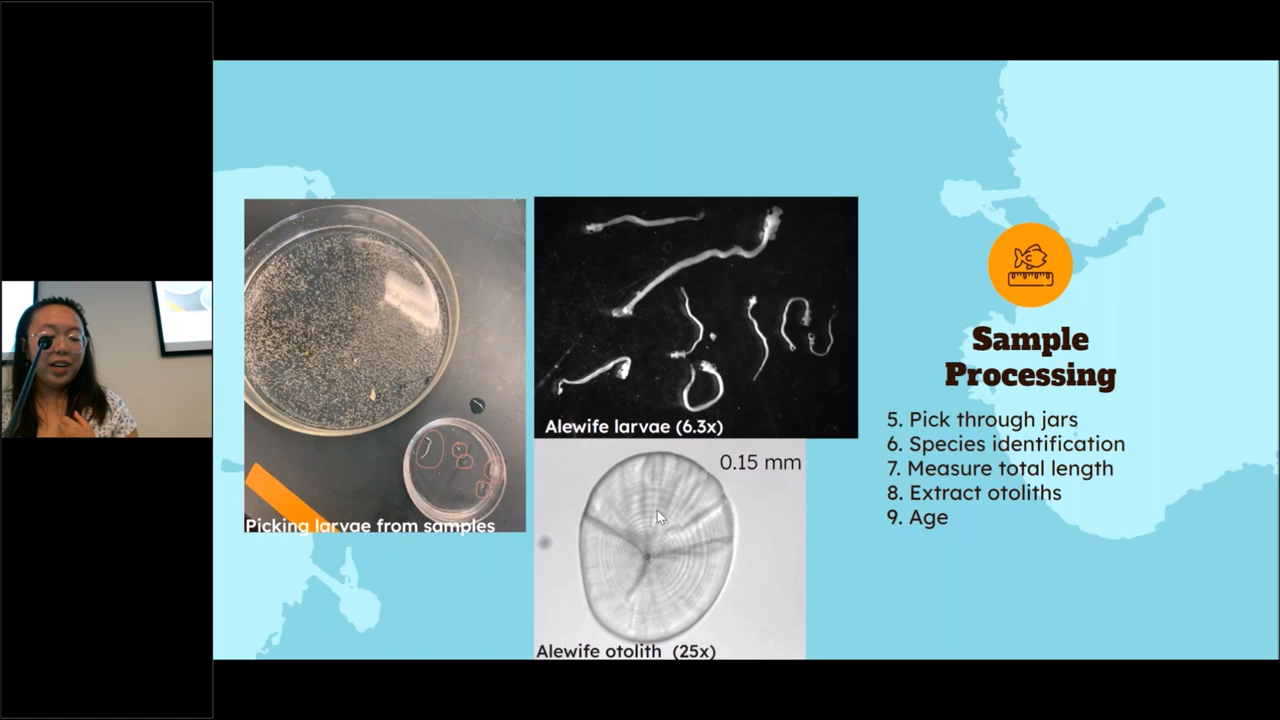 Picking larvae from samples
Alewife larvae (6.3x)
0.15 mm
Alewife otolith (25x)
Sample
Processing
5. Pick through jars
6. Species identification
7. Measure total length
8. Extract otoliths
9. Age